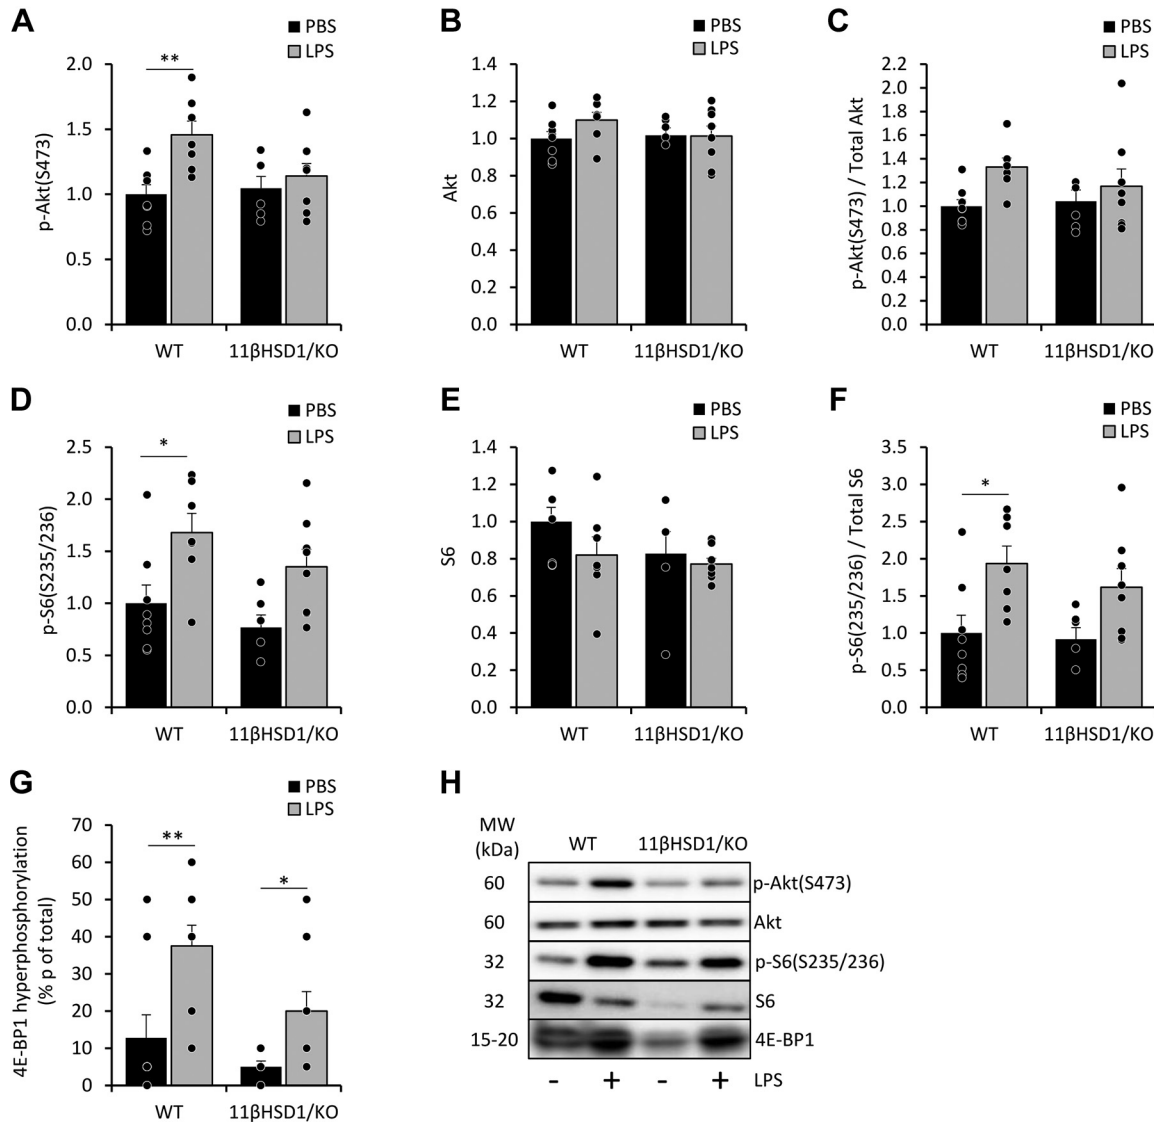 A
PBS
LPS
p-Akt(S473)
2.0
1.5
1.0
0.5
0.0
**
WT
11βHSD1/KO
B
PBS
LPS
Akt
1.4
1.2
1.0
0.8
0.6
0.4
0.2
0.0
WT
11βHSD1/KO
C
PBS
LPS
p-Akt(S473) / Total Akt
2.2
2.0
1.8
1.6
1.4
1.2
1.0
0.8
0.6
0.4
0.2
0.0
WT
11βHSD1/KO
D
PBS
LPS
p-S6(S235/236)
2.5
2.0
1.5
1.0
0.5
0.0
*
WT
11βHSD1/KO
E
PBS
LPS
S6
1.4
1.2
1.0
0.8
0.6
0.4
0.2
0.0
WT
11βHSD1/KO
F
PBS
LPS
p-S6(235/236) / Total S6
3.5
3.0
2.5
2.0
1.5
1.0
0.5
0.0
*
WT
11βHSD1/KO
G
PBS
LPS
4E-BP1 hyperphosphorylation
(% p of total)
70
60
50
40
30
20
10
0
**
*
WT
11βHSD1/KO
H
MW
(kDa)
WT 11βHSD1/KO
60 p-Akt(S473)
60 Akt
32 p-S6(S235/236)
32 S6
15-20 4E-BP1
- + - + LPS